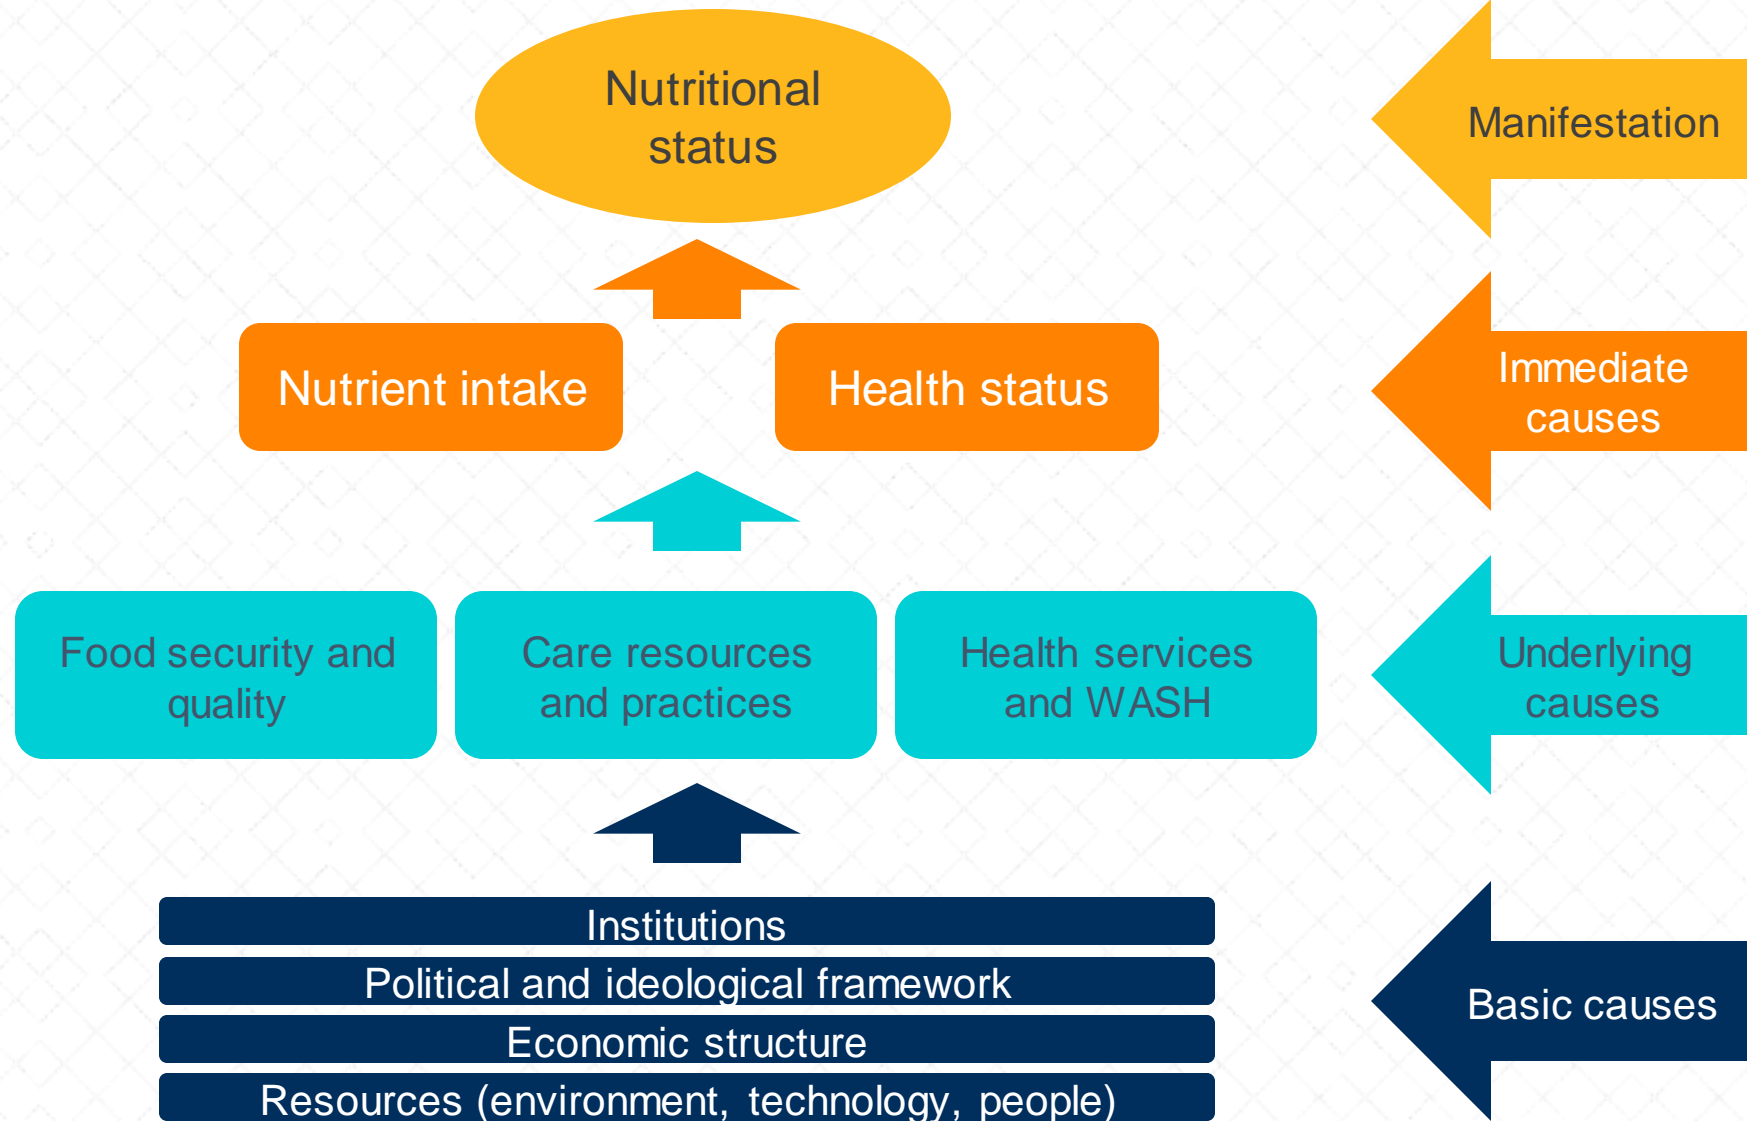 Nutritional
status
Manifestation
Nutrient intake
Health status
Immediate
causes
Food security and
quality
Care resources
and practices
Health services
and WASH
Underlying
causes
Institutions
Political and ideological framework
Economic structure
Resources (environment, technology, people)
Basic causes